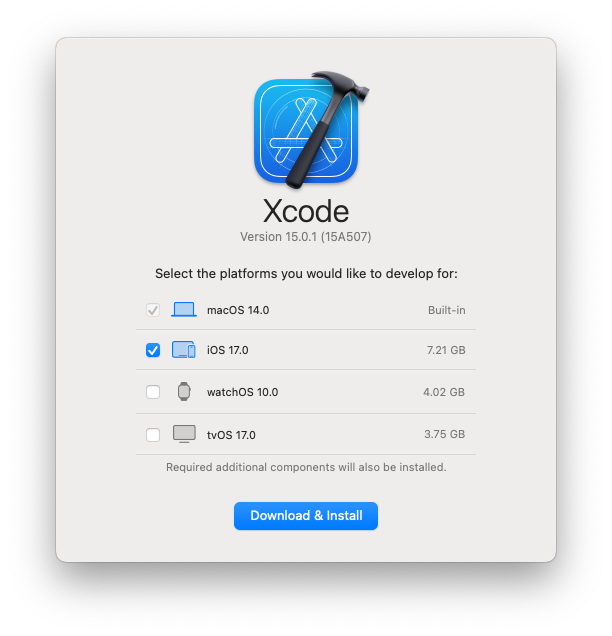 Xcode
Version 15.0.1 (15A507)
Select the platforms you would like to develop for:
macOS 14.0 Built-in
iOS 17.0 7.21 GB
watchOS 10.0 4.02 GB
tvOS 17.0 3.75 GB
Required additional components will also be installed.
Download & Install